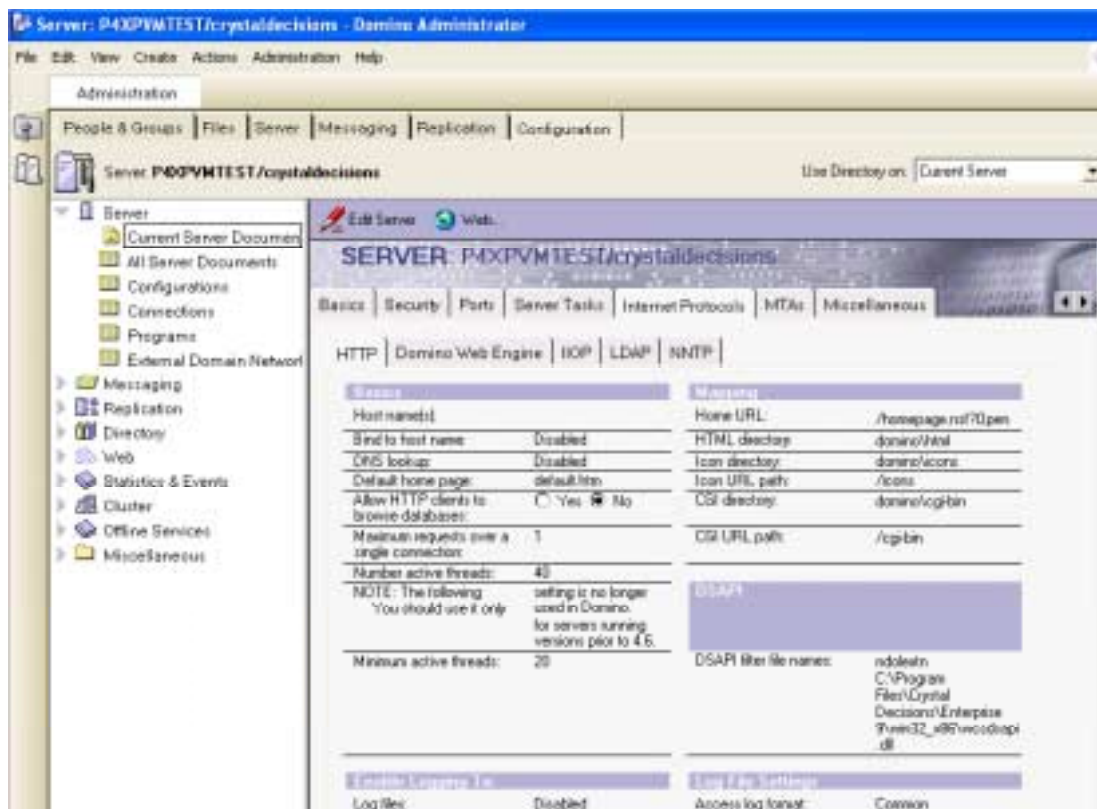 Server: P4XPVMTEST/crystaldecisions - Domino Administrator
File Edit View Create Actions Administration Help
Administration
People & Groups Files Server Messaging Replication Configuration
Server: P4XPVMTEST/crystaldecisions
Use Directory on: Current Server
Server
Current Server Documen
All Server Documents
Configurations
Connections
Programs
External Domain Network
Messaging
Replication
Directory
Web
Statistics & Events
Cluster
Offline Services
Miscellaneous
Edit Server Web...
SERVER: P4XPVMTEST/crystaldecisions
Basics Security Ports Server Tasks Internet Protocols MTAs Miscellaneous
HTTP Domino Web Engine IIOP LDAP NNTP
Basics
Host name(s):
Bind to host name: Disabled
DNS lookup: Disabled
Default home page: default.htm
Allow HTTP clients to browse databases: Yes No
Maximum requests over a single connection: 1
Number active threads: 40
NOTE: The following setting is no longer used in Domino.
You should use it only for servers running versions prior to 4.6.
Minimum active threads: 20
Mapping
Home URL: /homepage.nsf?Open
HTML directory: domino\html
Icon directory: domino\icons
Icon URL path: /icons
CGI directory: domino\cgi-bin
CGI URL path: /cgi-bin
DSAPI
DSAPI filter file names: ndolextn
C:\Program
Files\Crystal
Decisions\Enterprise
9\win32_x86\wcsdsapi
.dll
Enable Logging To:
Log files: Disabled
Log File Settings
Access log format: Common